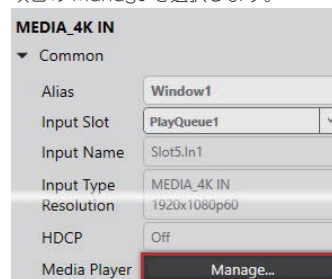 MEDIA_4K IN
Common
Alias Window1
Input Slot PlayQueue1
Input Name Slot5.In1
Input Type MEDIA_4K IN
Resolution 1920x1080p60
HDCP Off
Media Player Manage...